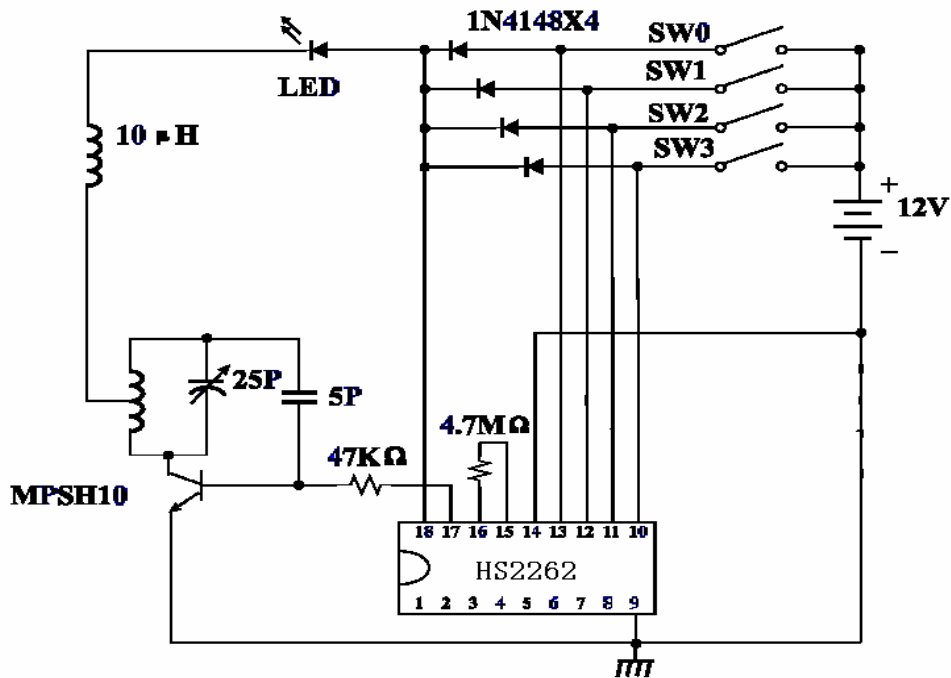 1N4148X4
SW0
LED
SW1
10 μH
SW2
SW3
+
12V
−
25P
5P
4.7MΩ
47KΩ
MPSH10
18 17 16 15 14 13 12 11 10
HS2262
1 2 3 4 5 6 7 8 9